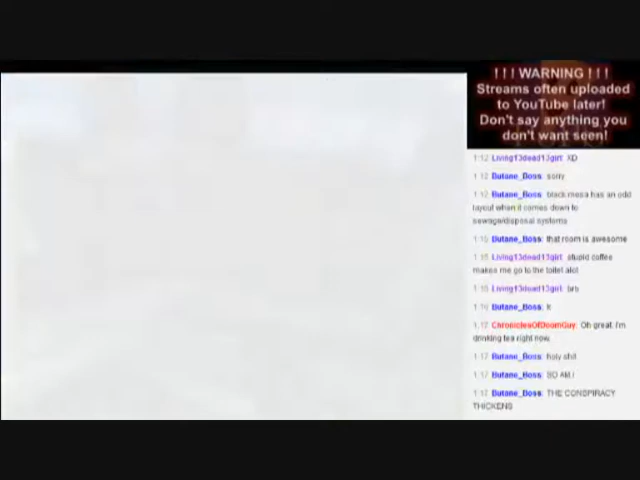 ! ! ! WARNING ! ! !
Streams often uploaded
to YouTube later!
Don't say anything you
don't want seen!
1:12 Living13dead13girl: XD
1:12 Butane_Boss: sorry
1:12 Butane_Boss: black mesa has an odd
layout when it comes down to
sewage/disposal systems
1:15 Butane_Boss: that room is awesome
1:15 Living13dead13girl: stupid coffee
makes me go to the toilet alot
1:16 Living13dead13girl: brb
1:16 Butane_Boss: lt
1:17 ChroniclesOfDoomGuy: Oh great. I'm
drinking tea right now.
1:17 Butane_Boss: holy shit
1:17 Butane_Boss: SO AM I
1:17 Butane_Boss: THE CONSPIRACY
THICKENS